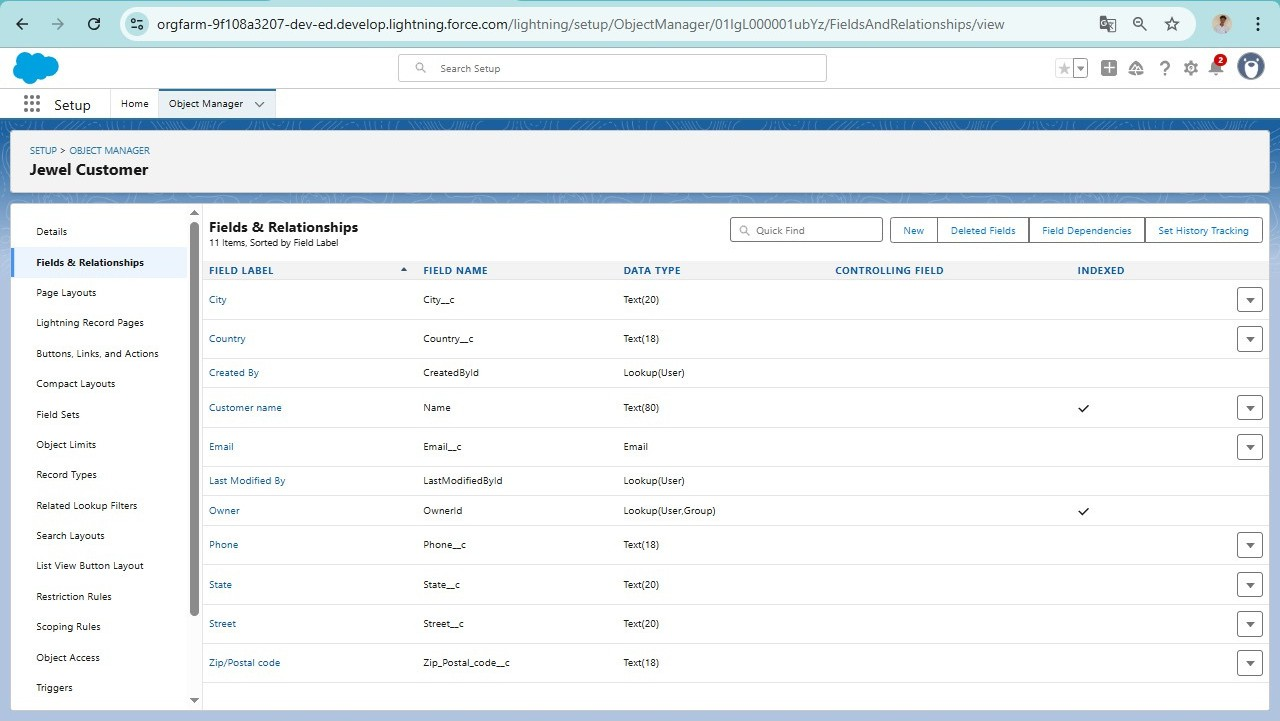 orgfarm-9f108a3207-dev-ed.develop.lightning.force.com/lightning/setup/ObjectManager/01IgL000001ubYz/FieldsAndRelationships/view
Search Setup
2
Setup
Home
Object Manager
SETUP > OBJECT MANAGER
Jewel Customer
Details
Fields & Relationships
Page Layouts
Lightning Record Pages
Buttons, Links, and Actions
Compact Layouts
Field Sets
Object Limits
Record Types
Related Lookup Filters
Search Layouts
List View Button Layout
Restriction Rules
Scoping Rules
Object Access
Triggers
Fields & Relationships
11 Items, Sorted by Field Label
Quick Find
New
Deleted Fields
Field Dependencies
Set History Tracking
FIELD LABEL FIELD NAME DATA TYPE CONTROLLING FIELD INDEXED
City City__c Text(20)
Country Country__c Text(18)
Created By CreatedById Lookup(User)
Customer name Name Text(80)
Email Email__c Email
Last Modified By LastModifiedById Lookup(User)
Owner OwnerId Lookup(User,Group)
Phone Phone__c Text(18)
State State__c Text(20)
Street Street__c Text(20)
Zip/Postal code Zip_Postal_code__c Text(18)